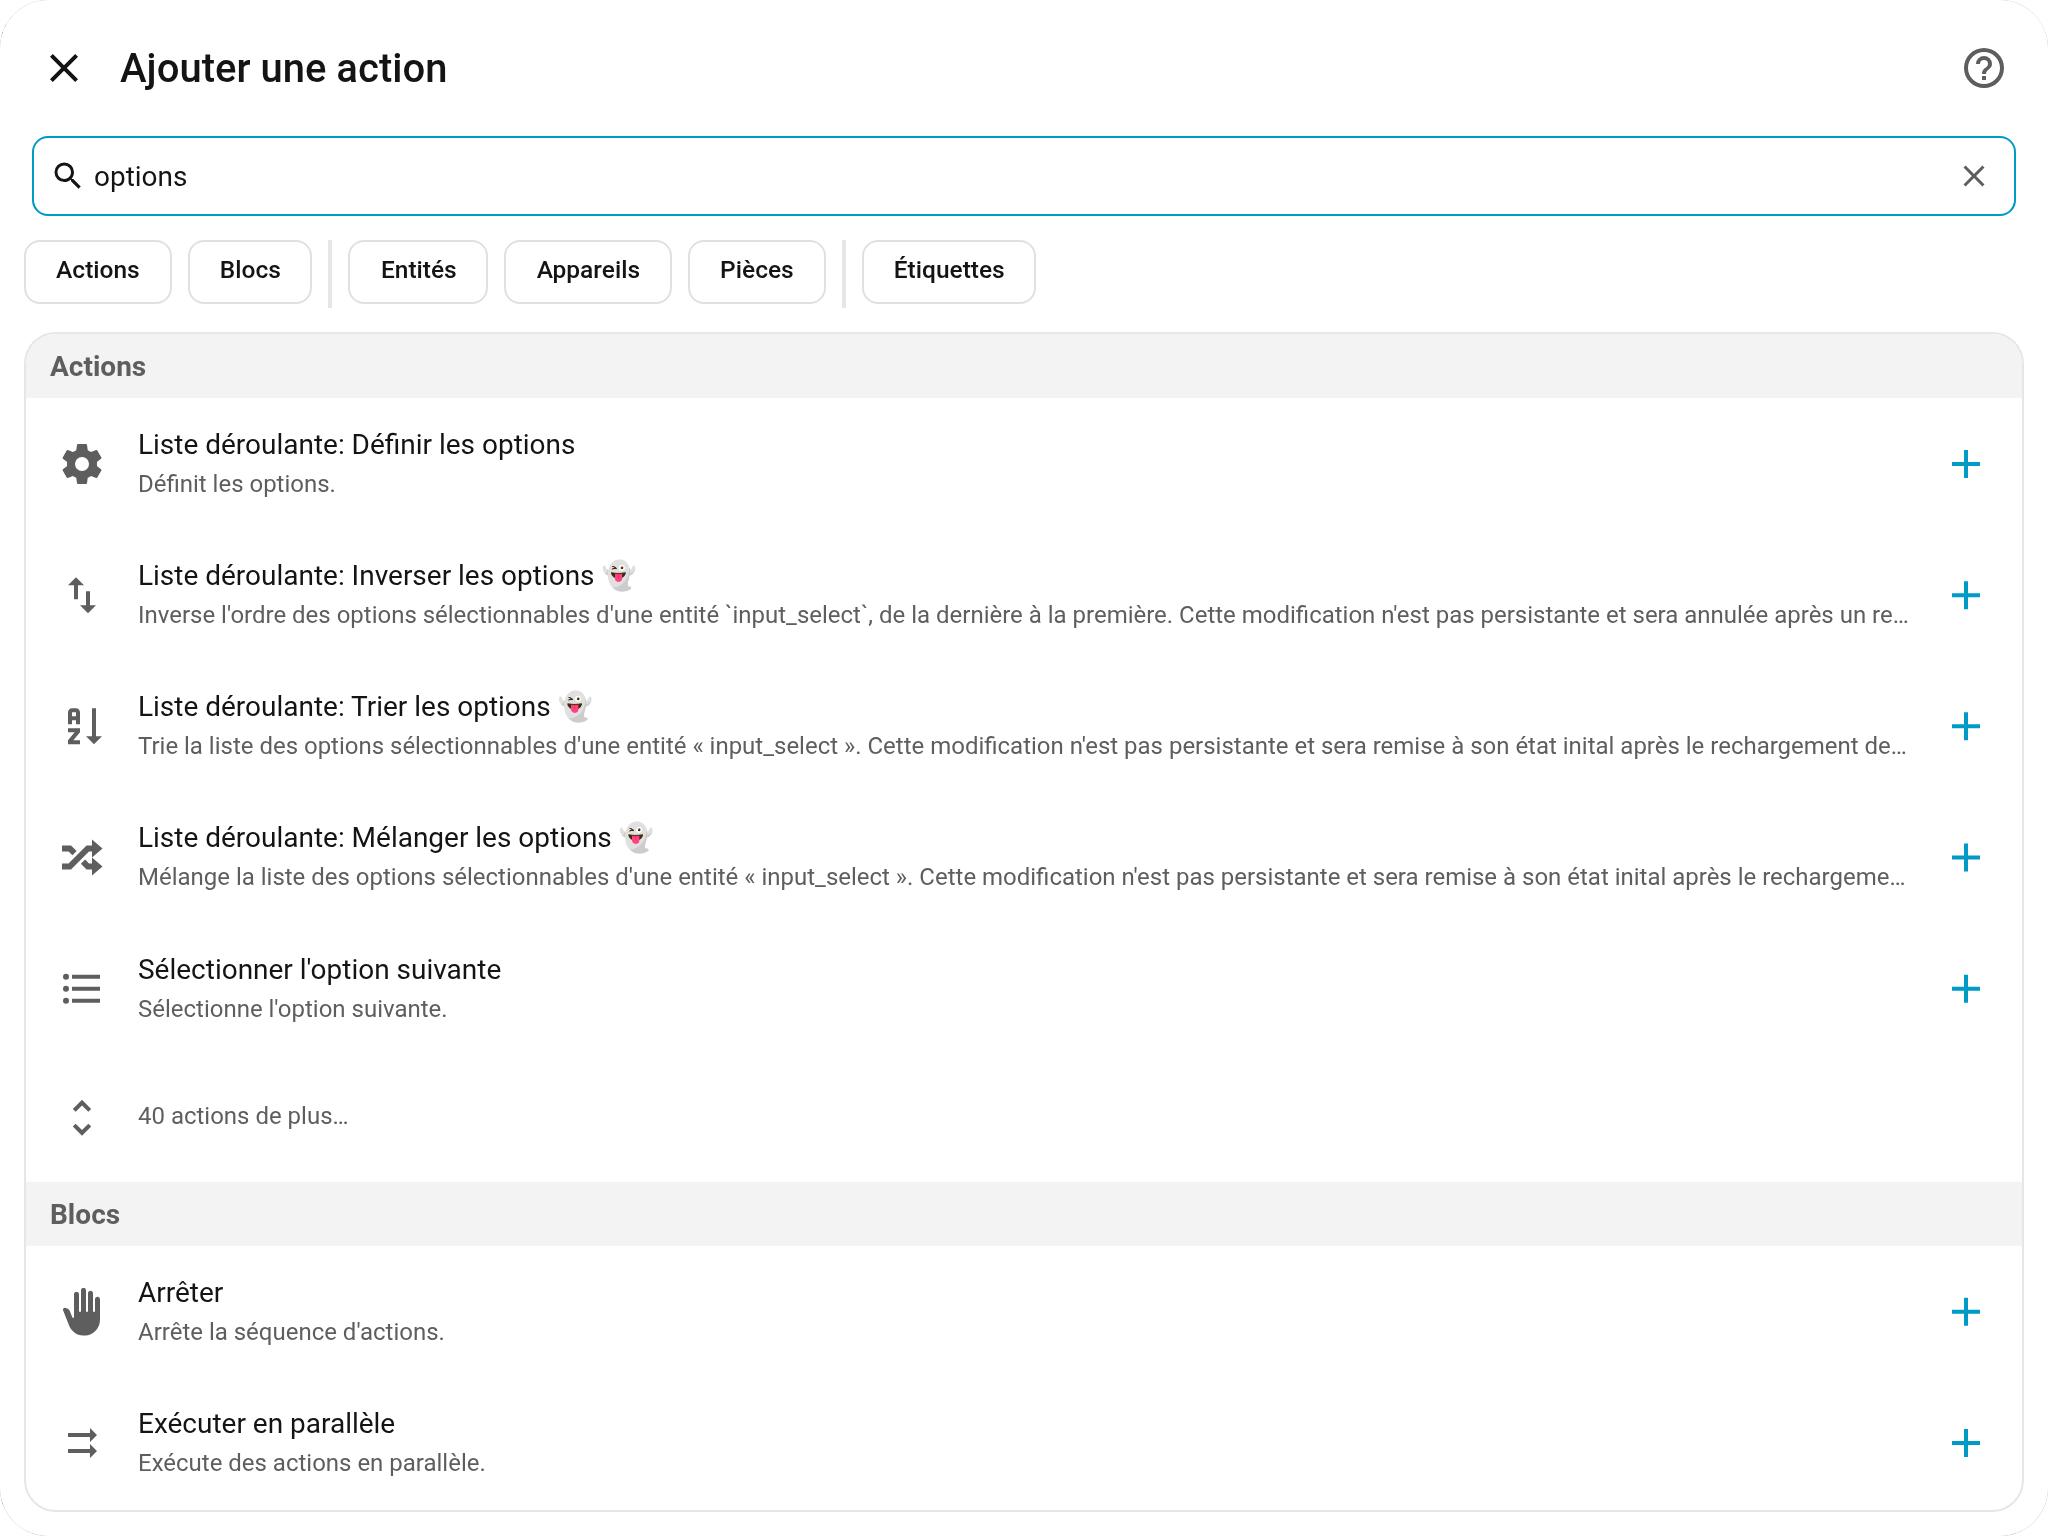 Ajouter une action
options
Actions
Blocs
Entités
Appareils
Pièces
Étiquettes
Actions
Liste déroulante: Définir les options
Définit les options.
Liste déroulante: Inverser les options 👻
Inverse l'ordre des options sélectionnables d'une entité `input_select`, de la dernière à la première. Cette modification n'est pas persistante et sera annulée après un re…
Liste déroulante: Trier les options 👻
Trie la liste des options sélectionnables d'une entité « input_select ». Cette modification n'est pas persistante et sera remise à son état inital après le rechargement de…
Liste déroulante: Mélanger les options 👻
Mélange la liste des options sélectionnables d'une entité « input_select ». Cette modification n'est pas persistante et sera remise à son état inital après le rechargeme…
Sélectionner l'option suivante
Sélectionne l'option suivante.
40 actions de plus…
Blocs
Arrêter
Arrête la séquence d'actions.
Exécuter en parallèle
Exécute des actions en parallèle.